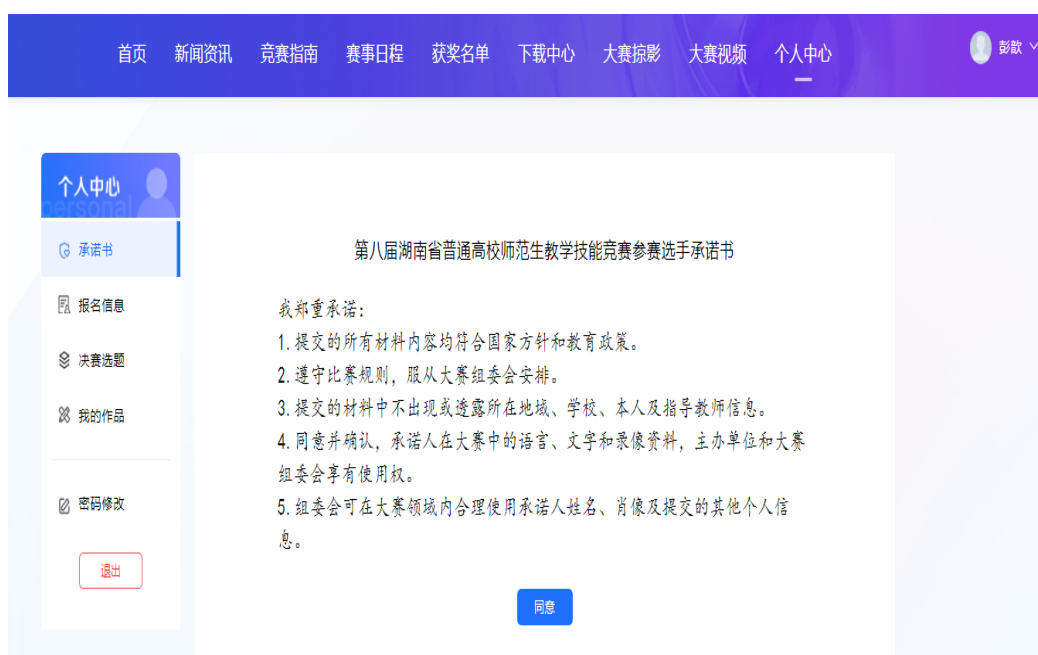 首页 新闻资讯 竞赛指南 赛事日程 获奖名单 下载中心 大赛掠影 大赛视频 个人中心 彭歆
个人中心
personal
承诺书
报名信息
决赛选题
我的作品
密码修改
退出
第八届湖南省普通高校师范生教学技能竞赛参赛选手承诺书
我郑重承诺：
1.提交的所有材料内容均符合国家方针和教育政策。
2.遵守比赛规则，服从大赛组委会安排。
3.提交的材料中不出现或透露所在地域、学校、本人及指导教师信息。
4.同意并确认，承诺人在大赛中的语言、文字和录像资料，主办单位和大赛
组委会享有使用权。
5.组委会可在大赛领域内合理使用承诺人姓名、肖像及提交的其他个人信
息。
同意